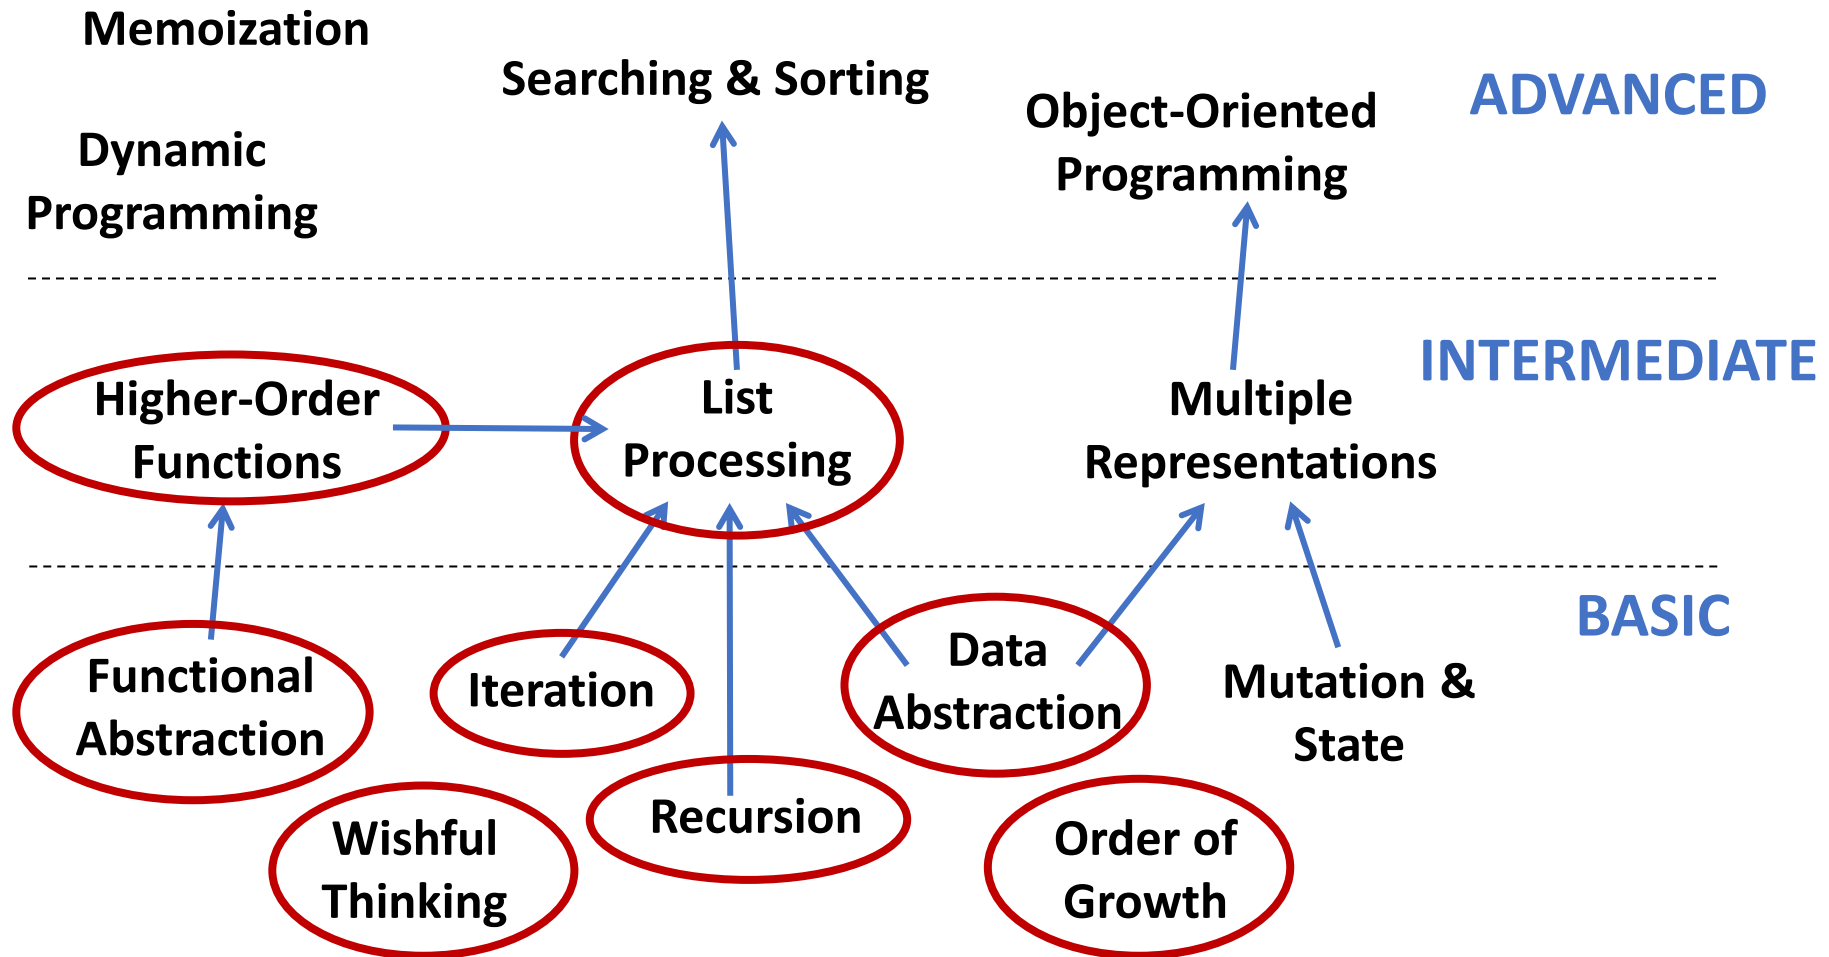 Memoization
Searching & Sorting
ADVANCED
Object-Oriented
Programming
Dynamic
Programming
INTERMEDIATE
Higher-Order
Functions
List
Processing
Multiple
Representations
BASIC
Functional
Abstraction
Iteration
Data
Abstraction
Mutation &
State
Wishful
Thinking
Recursion
Order of
Growth